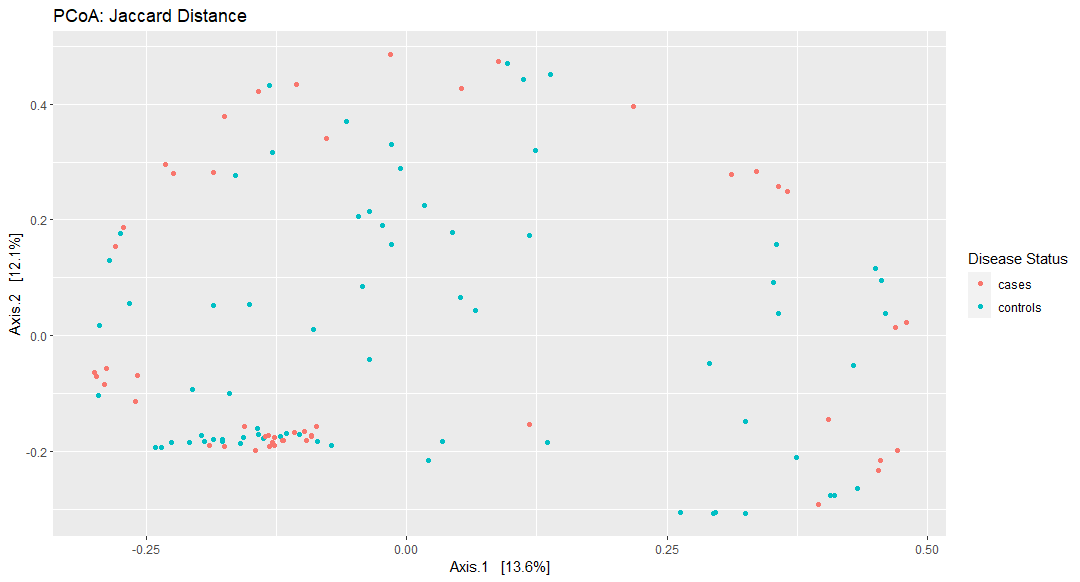 PCoA: Jaccard Distance
0.4
0.2
0.0
-0.2
Axis.2 [12.1%]
-0.25
0.00
0.25
0.50
Axis.1 [13.6%]
Disease Status
cases
controls